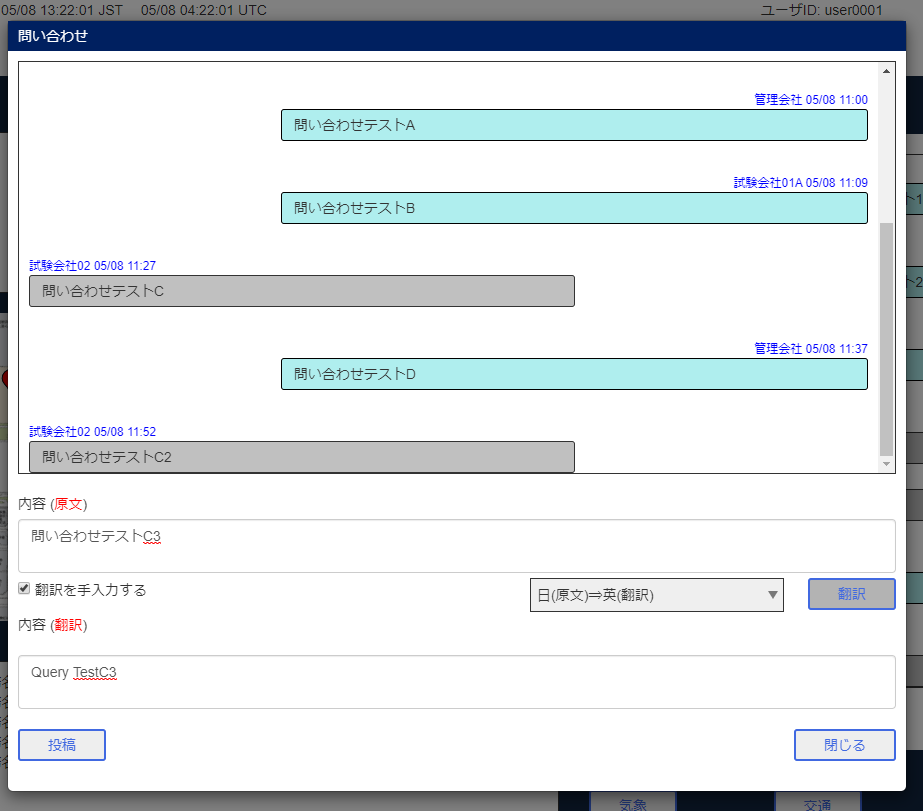 05/08 13:22:01 JST 05/08 04:22:01 UTC ユーザID: user0001
問い合わせ
管理会社 05/08 11:00
問い合わせテストA
試験会社01A 05/08 11:09
問い合わせテストB
試験会社02 05/08 11:27
問い合わせテストC
管理会社 05/08 11:37
問い合わせテストD
試験会社02 05/08 11:52
問い合わせテストC2
内容 (原文)
問い合わせテストC3
翻訳を手入力する
日(原文)⇒英(翻訳)
翻訳
内容 (翻訳)
Query TestC3
投稿
閉じる
気象
交通